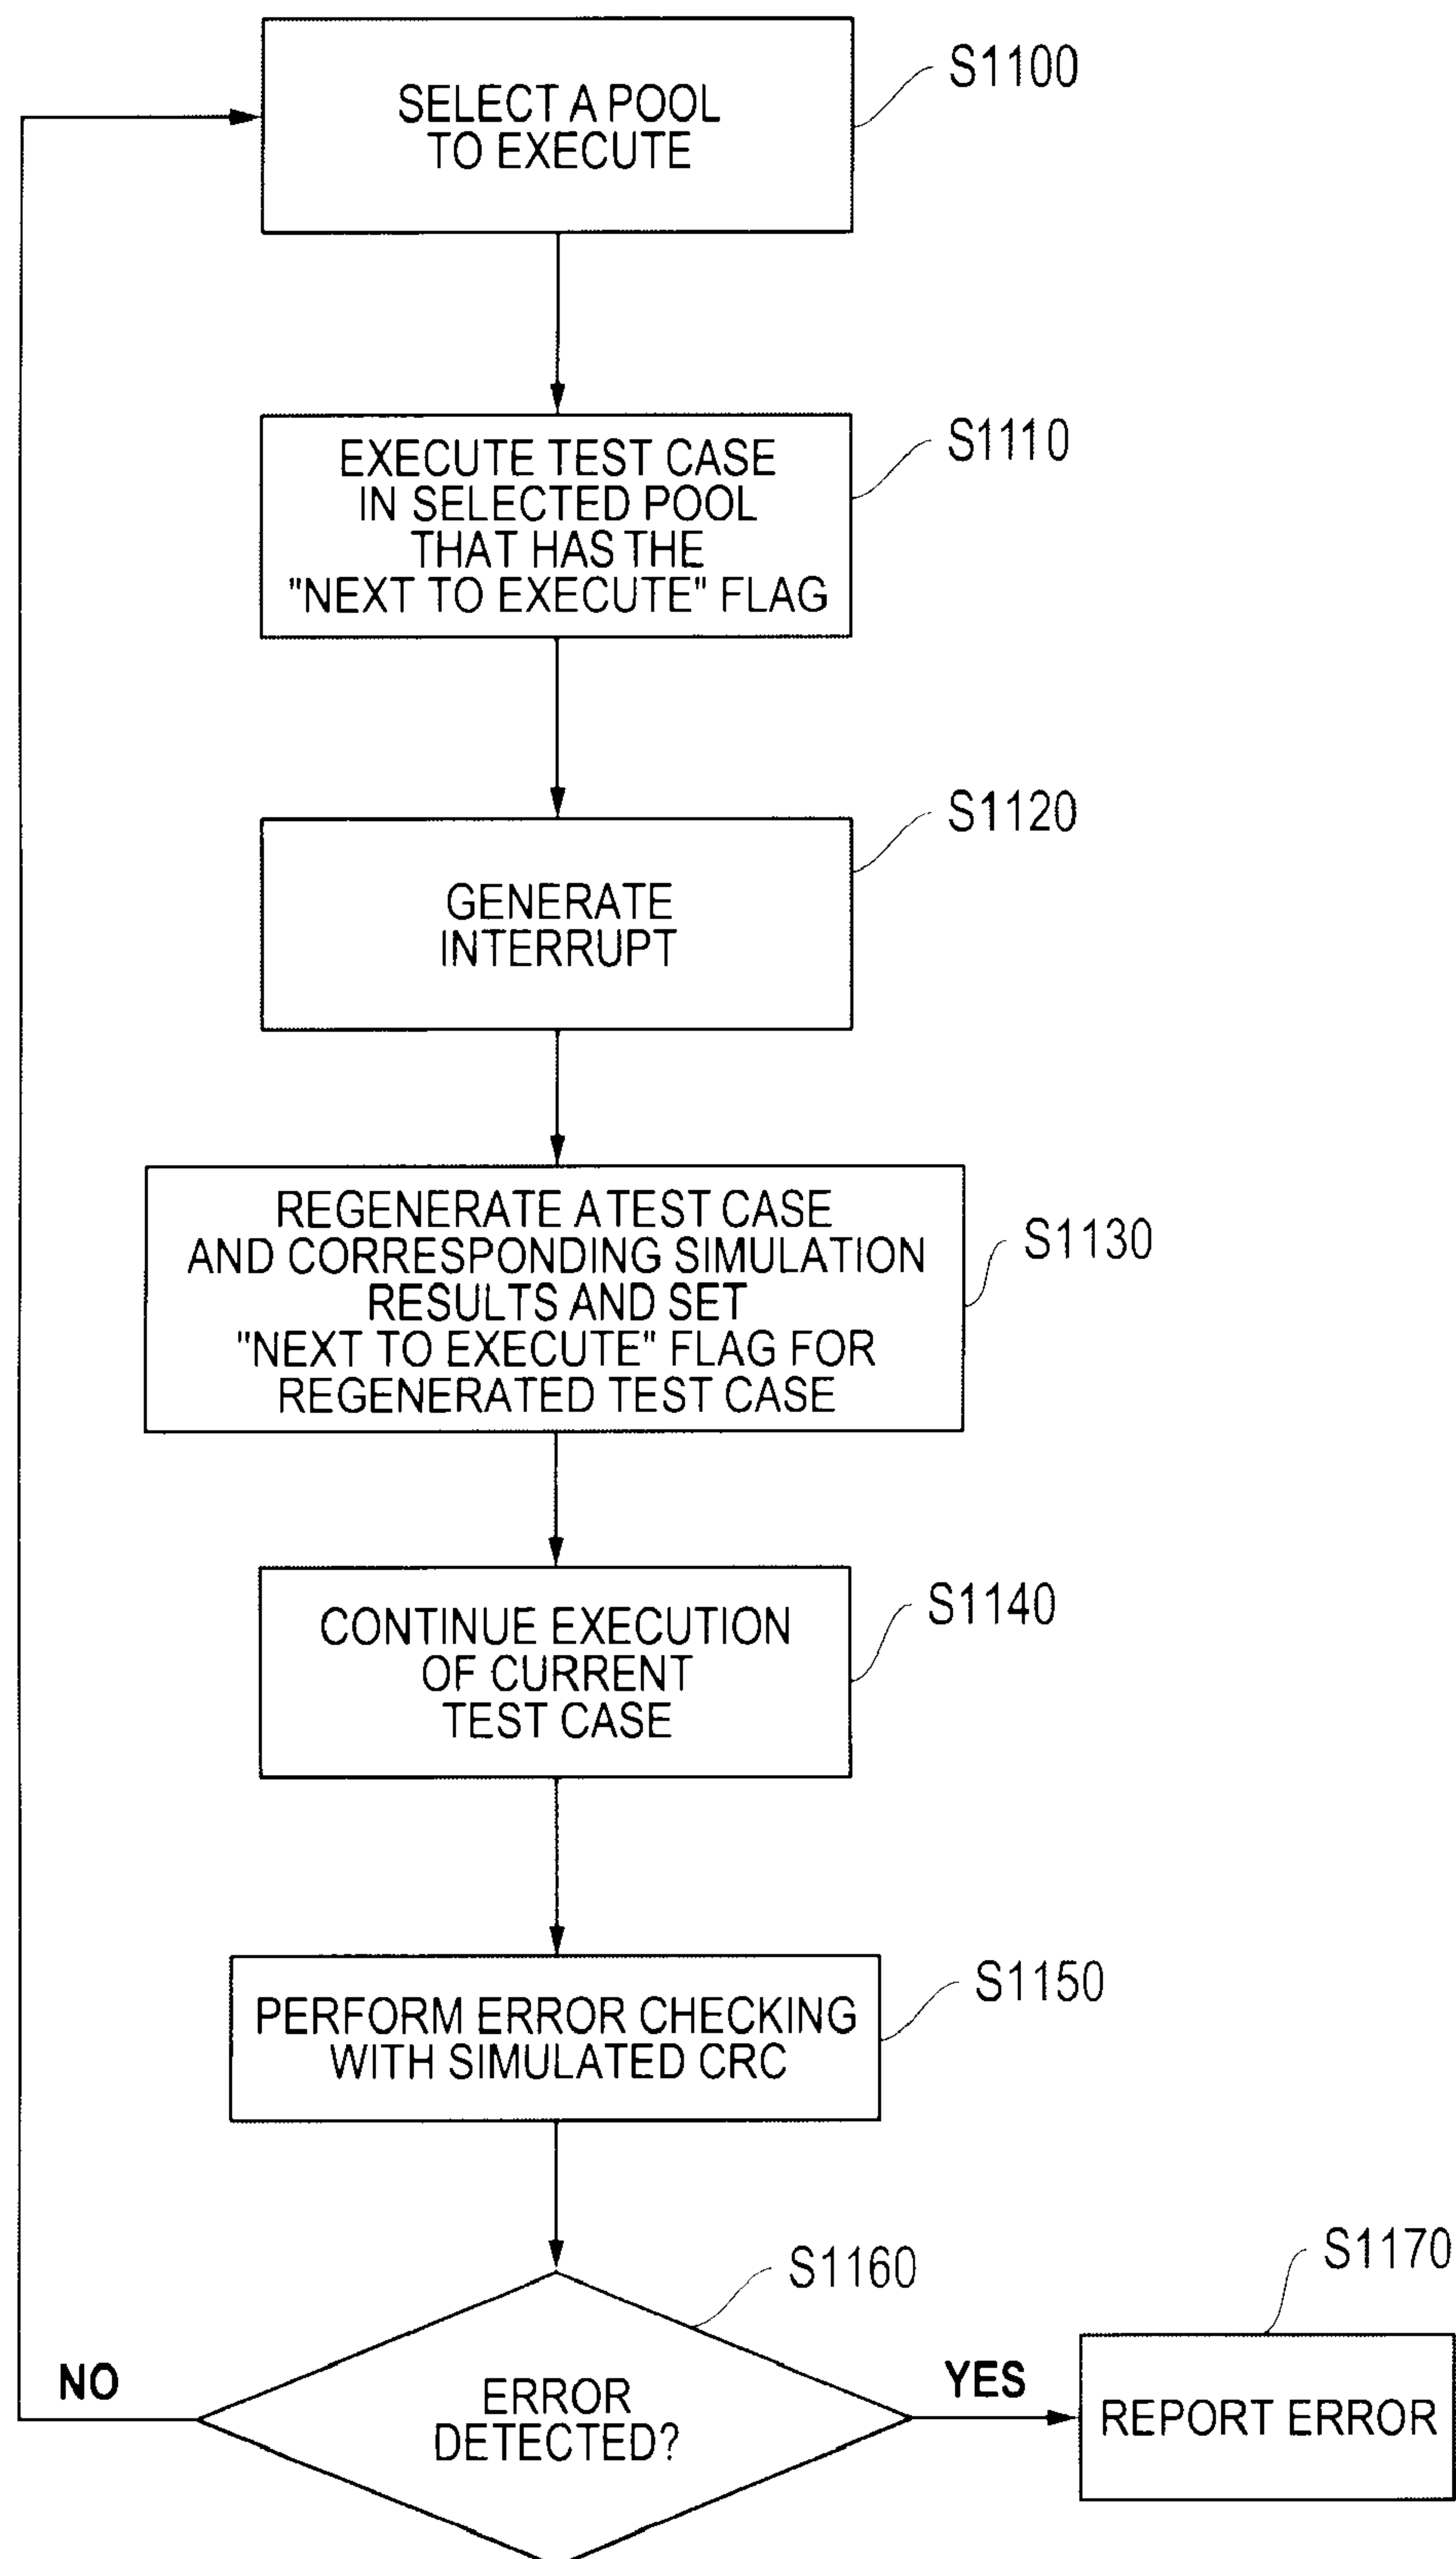 SELECT A POOL
TO EXECUTE
S1100
EXECUTE TEST CASE
IN SELECTED POOL
THAT HAS THE
"NEXT TO EXECUTE" FLAG
S1110
GENERATE
INTERRUPT
S1120
REGENERATE ATEST CASE
AND CORRESPONDING SIMULATION
RESULTS AND SET
"NEXT TO EXECUTE" FLAG FOR
REGENERATED TEST CASE
S1130
CONTINUE EXECUTION
OF CURRENT
TEST CASE
S1140
PERFORM ERROR CHECKING
WITH SIMULATED CRC
S1150
ERROR
DETECTED?
S1160
NO
YES
REPORT ERROR
S1170